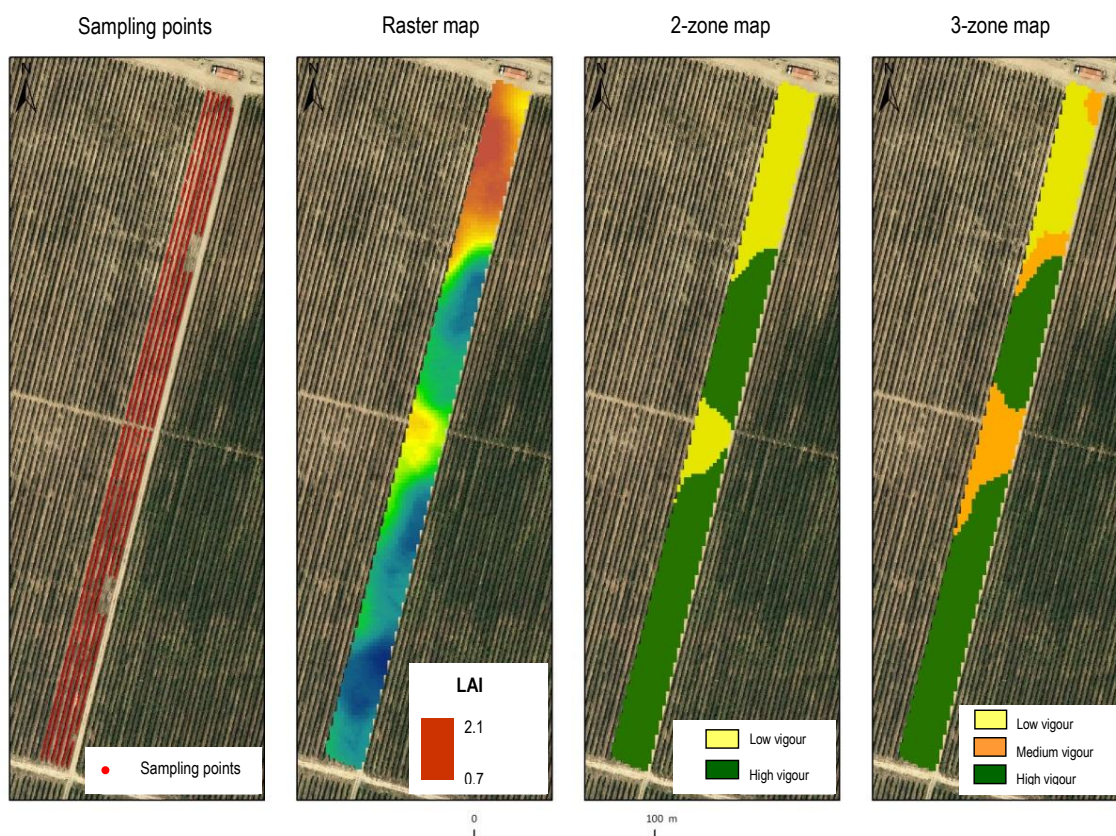 Sampling points
Raster map
2-zone map
3-zone map
N
N
N
N
Sampling points
LAI
2.1
0.7
Low vigour
High vigour
Low vigour
Medium vigour
High vigour
0
100 m